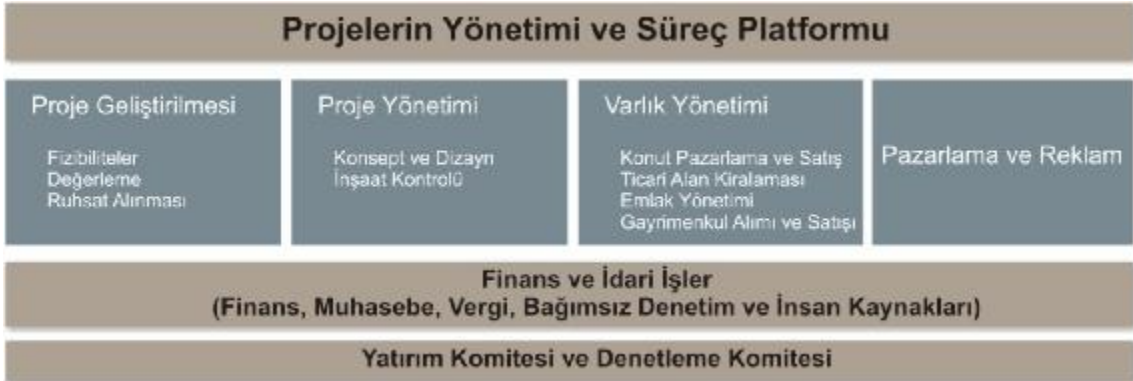 Projelerin Yönetimi ve Süreç Platformu
Proje Geliştirilmesi
Fizibiliteler
Değerleme
Ruhsat Alınması
Proje Yönetimi
Konsept ve Dizayn
İnşaat Kontrolü
Varlık Yönetimi
Konut Pazarlama ve Satış
Ticari Alan Kiralaması
Emlak Yönetimi
Gayrimenkul Alımı ve Satışı
Pazarlama ve Reklam
Finans ve İdari İşler
(Finans, Muhasebe, Vergi, Bağımsız Denetim ve İnsan Kaynakları)
Yatırım Komitesi ve Denetleme Komitesi